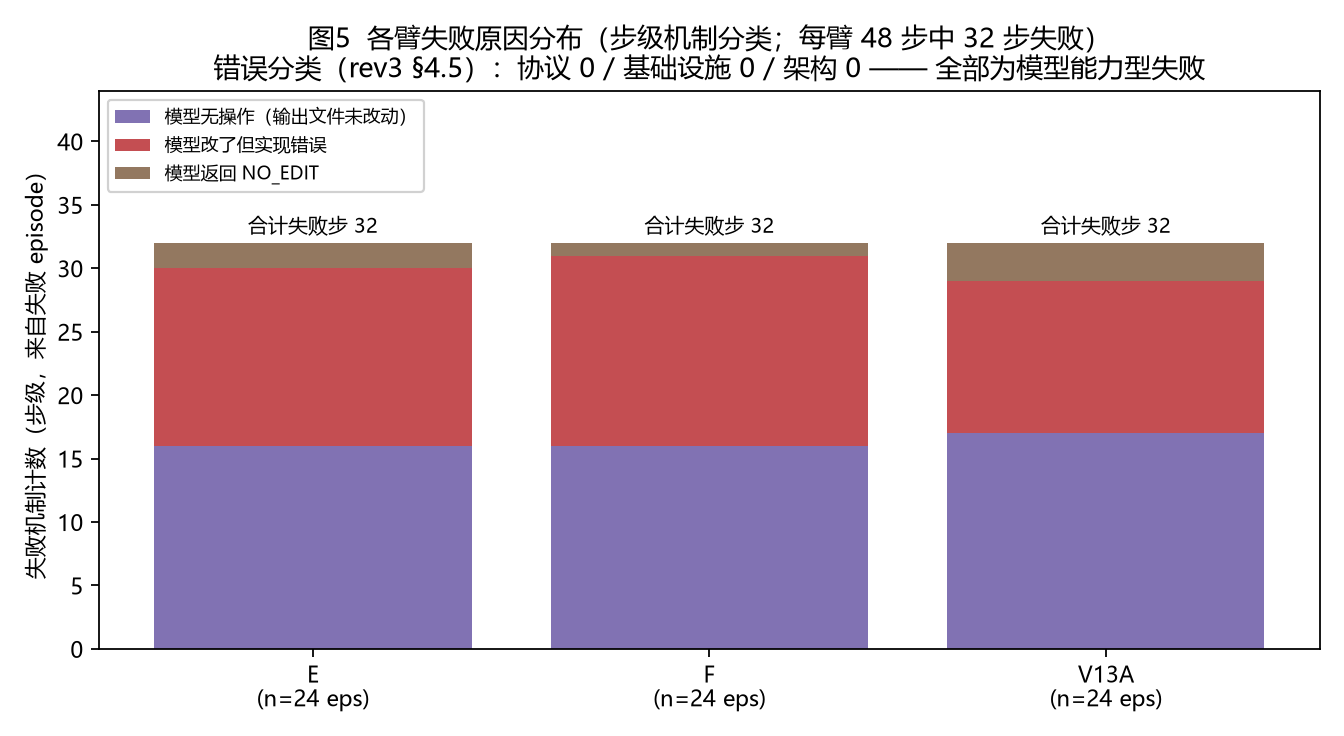 图5  各臂失败原因分布（步级机制分类；每臂 48 步中 32 步失败）
错误分类（rev3 §4.5）：协议 0 / 基础设施 0 / 架构 0 —— 全部为模型能力型失败
模型无操作（输出文件未改动）
模型改了但实现错误
模型返回 NO_EDIT
失败机制计数（步级，来自失败 episode）
40
35
30
25
20
15
10
5
0
合计失败步 32
合计失败步 32
合计失败步 32
E
(n=24 eps)
F
(n=24 eps)
V13A
(n=24 eps)